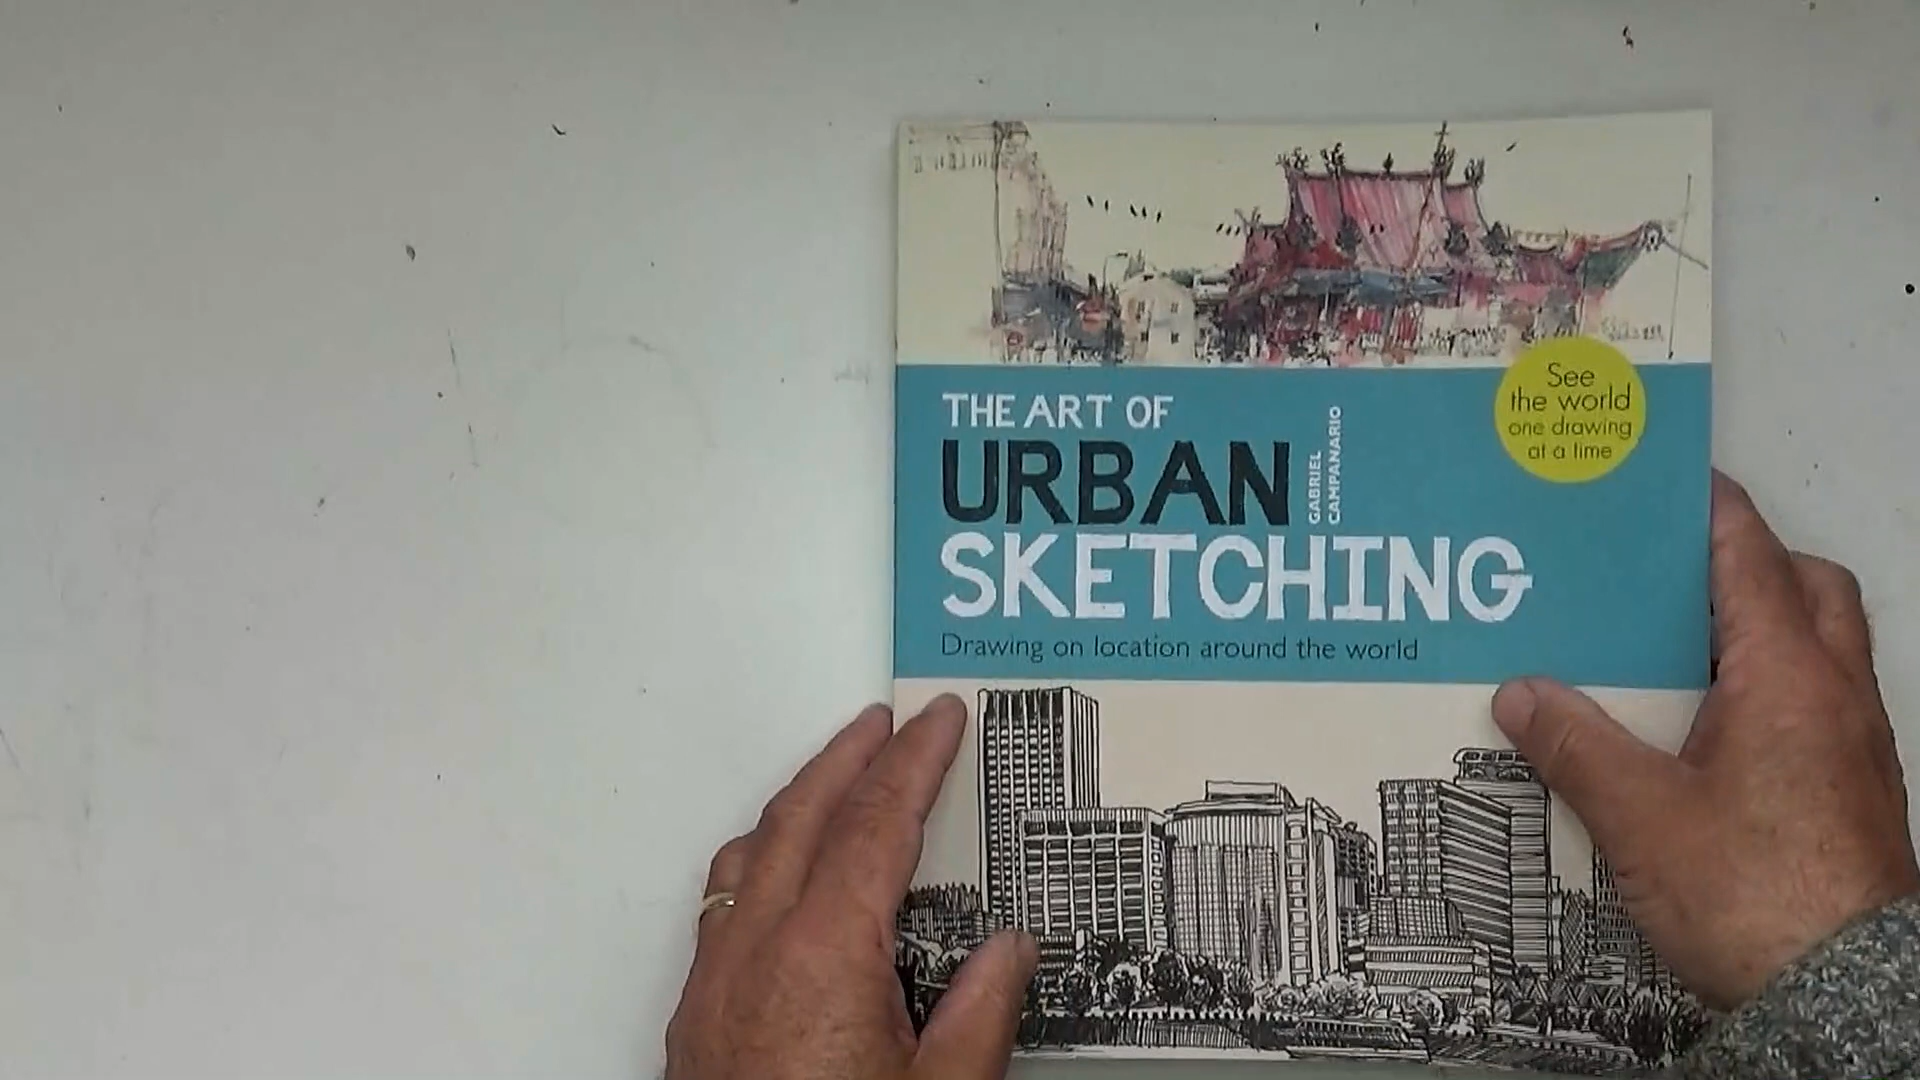 THE ART OF
URBAN
SKETCHING
GABRIEL
CAMPANARIO
Drawing on location around the world
See
the world
one drawing
at a time